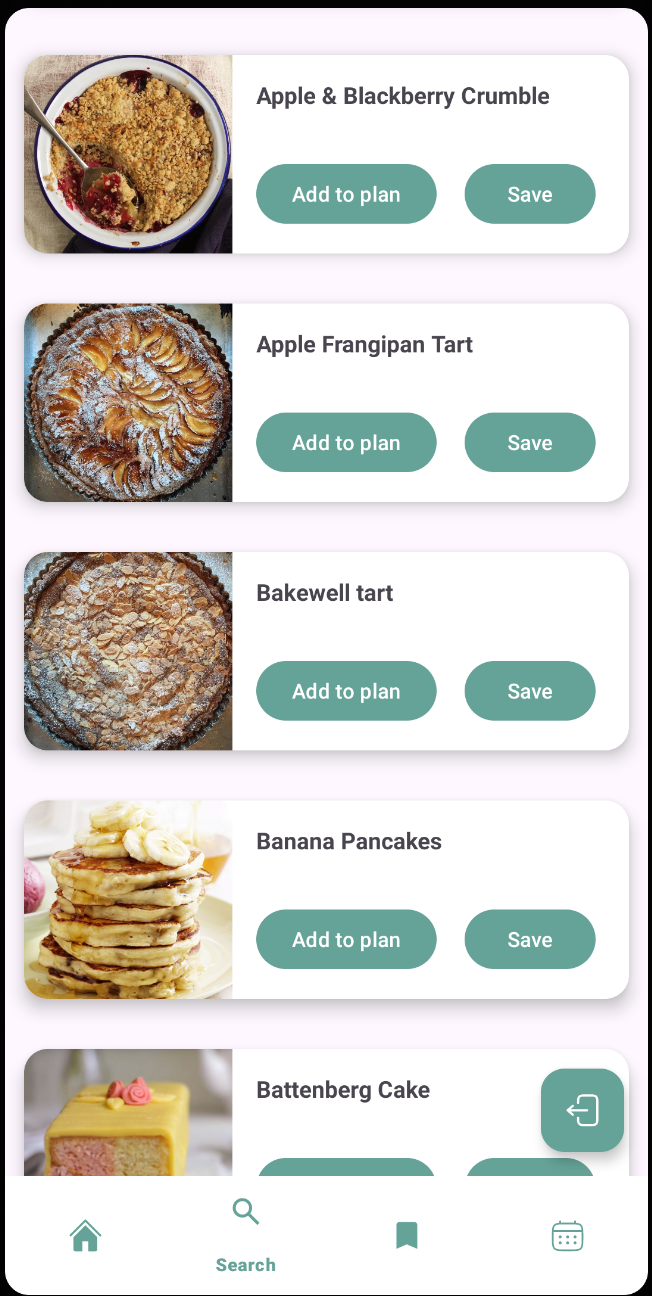 Apple & Blackberry Crumble
Add to plan Save
Apple Frangipan Tart
Add to plan Save
Bakewell tart
Add to plan Save
Banana Pancakes
Add to plan Save
Battenberg Cake
Search